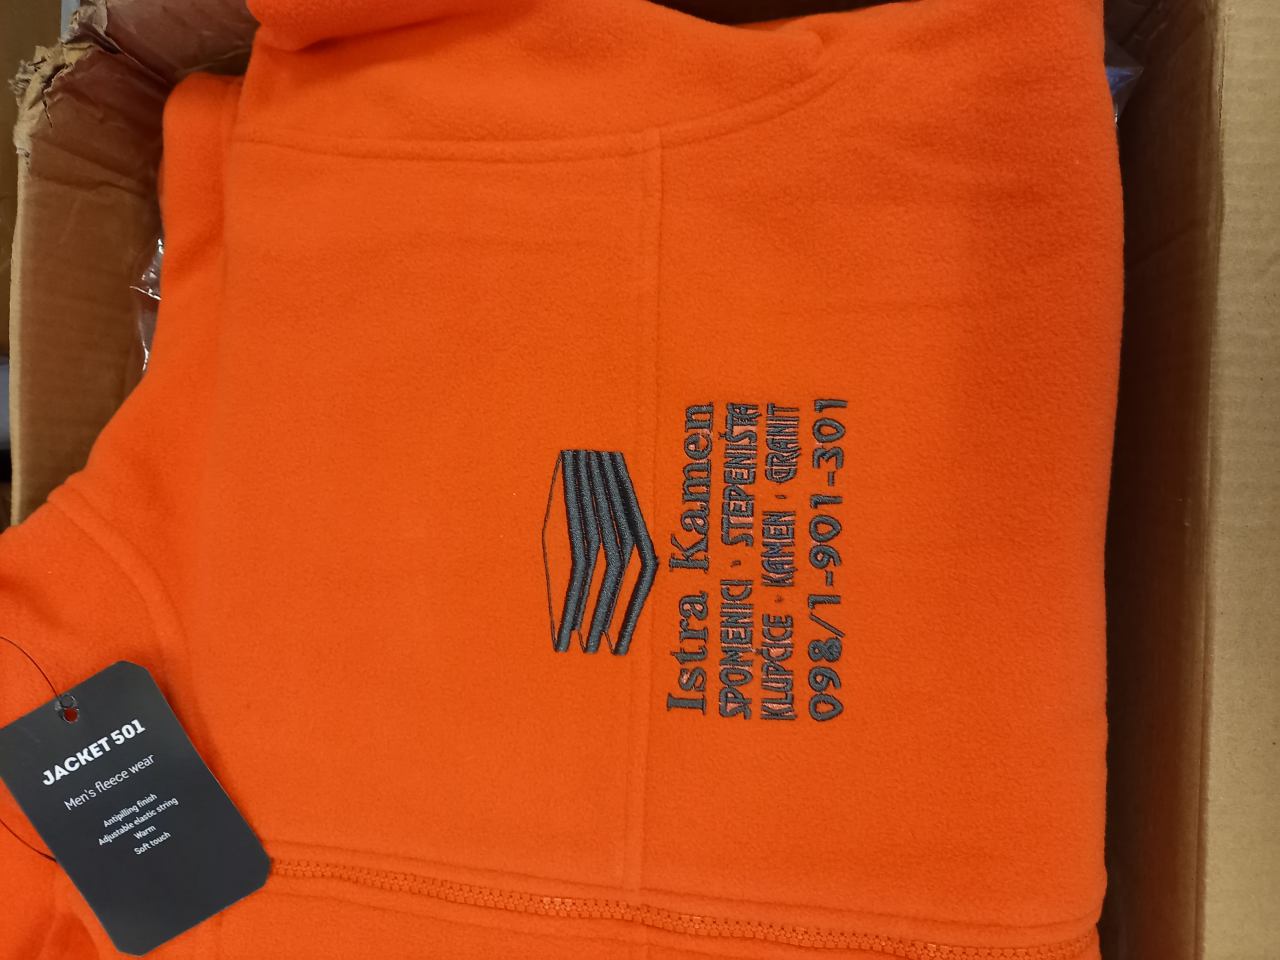 Istra Kamen
SPOMENICI · STEPENIŠTA
KLUPČICE · KAMEN · GRANIT
098/1-901-301
JACKET 501
Men's fleece wear
Antipilling finish
Adjustable elastic string
Warm
Soft touch